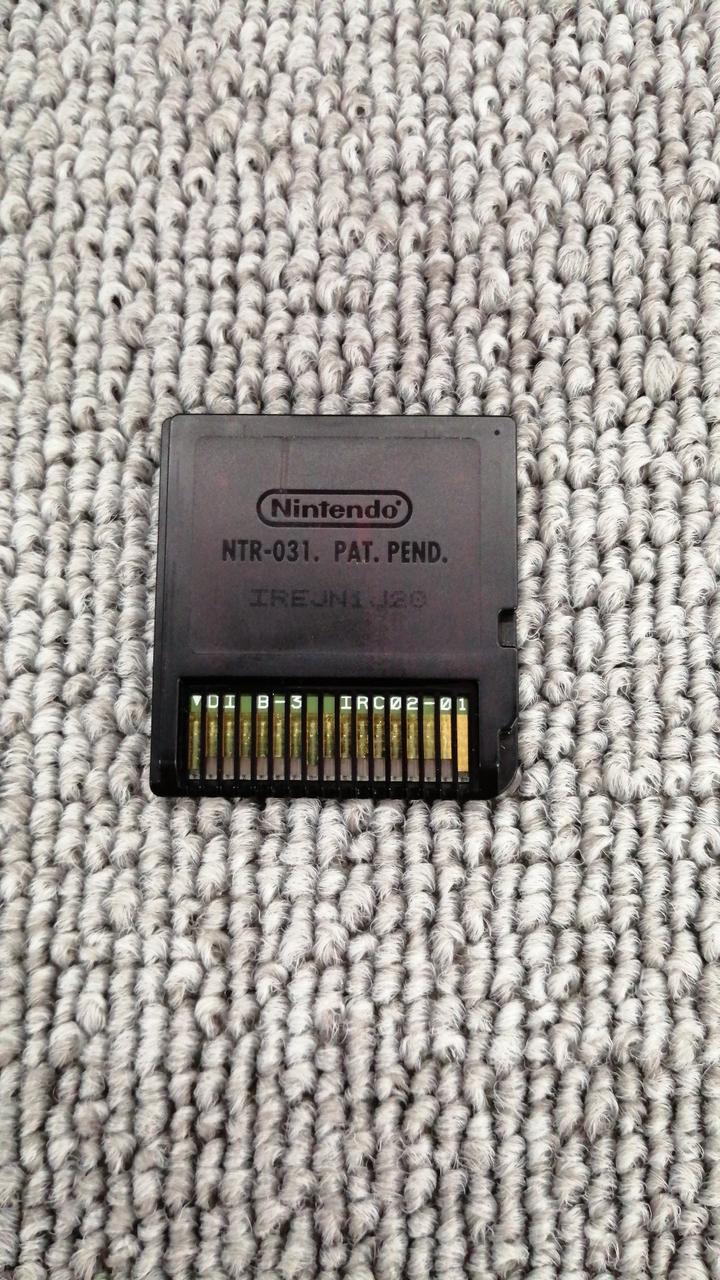 Nintendo
NTR-031. PAT. PEND.
IREJN1J20
▼DI B-3 IRC02-01